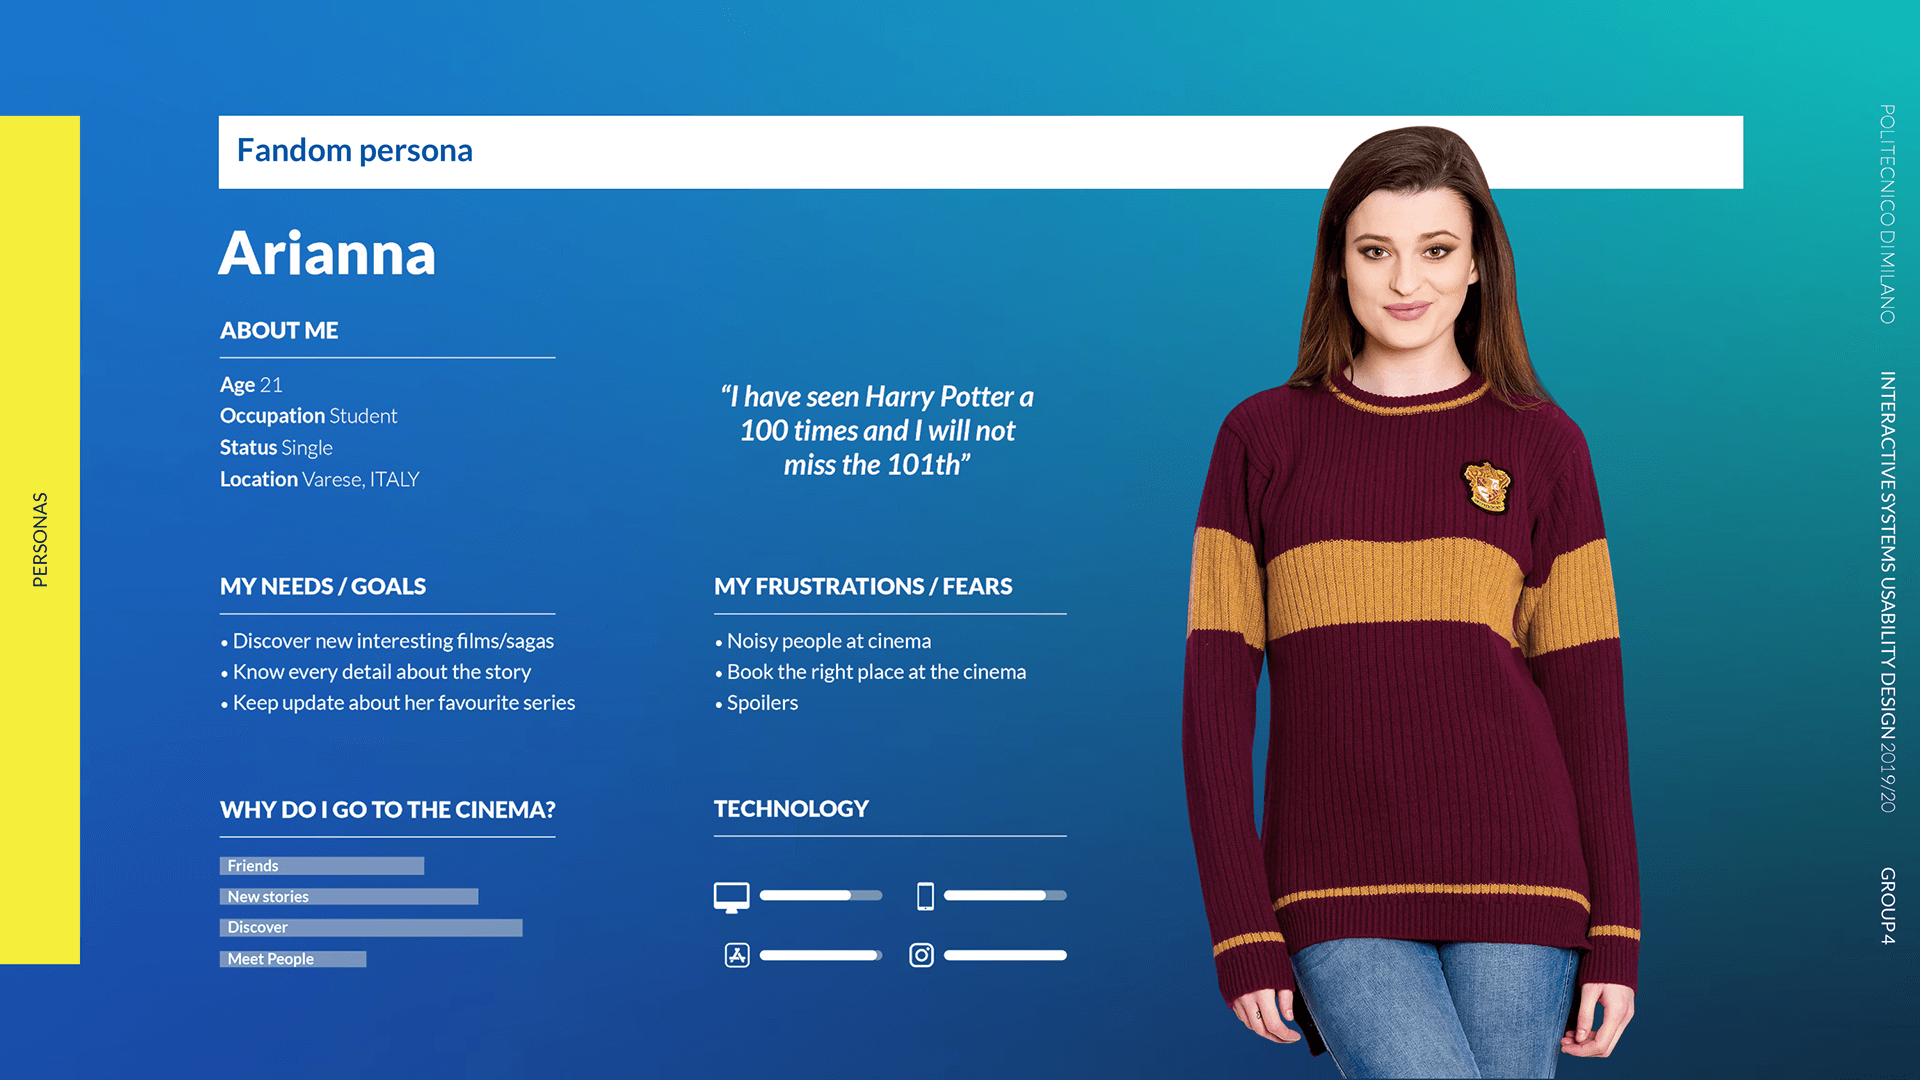 Fandom persona
Arianna
ABOUT ME
Age 21
Occupation Student
Status Single
Location Varese, ITALY
“I have seen Harry Potter a
100 times and I will not
miss the 101th”
MY NEEDS / GOALS
• Discover new interesting films/sagas
• Know every detail about the story
• Keep update about her favourite series
MY FRUSTRATIONS / FEARS
• Noisy people at cinema
• Book the right place at the cinema
• Spoilers
WHY DO I GO TO THE CINEMA?
Friends
New stories
Discover
Meet People
TECHNOLOGY
PERSONAS
POLITECNICO DI MILANO
INTERACTIVE SYSTEMS USABILITY DESIGN 2019/20
GROUP 4